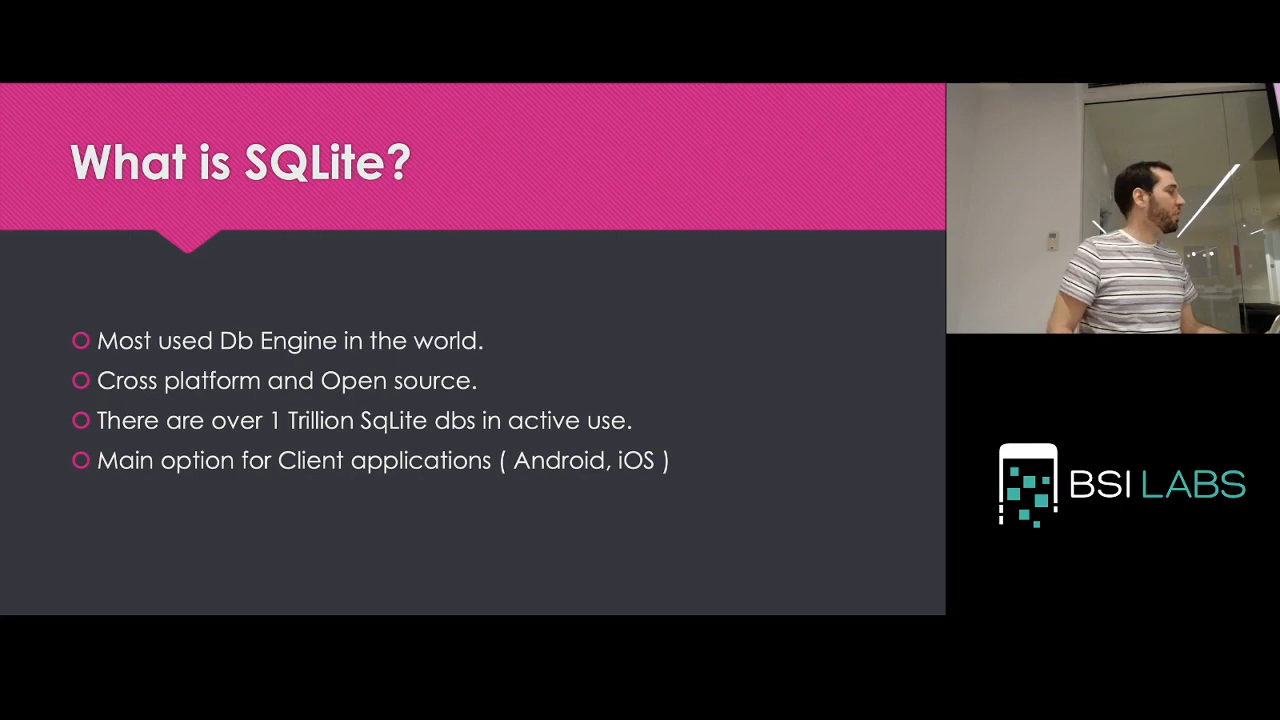 What is SQLite?
Most used Db Engine in the world.
Cross platform and Open source.
There are over 1 Trillion SqLite dbs in active use.
Main option for Client applications ( Android, iOS )
BSI LABS